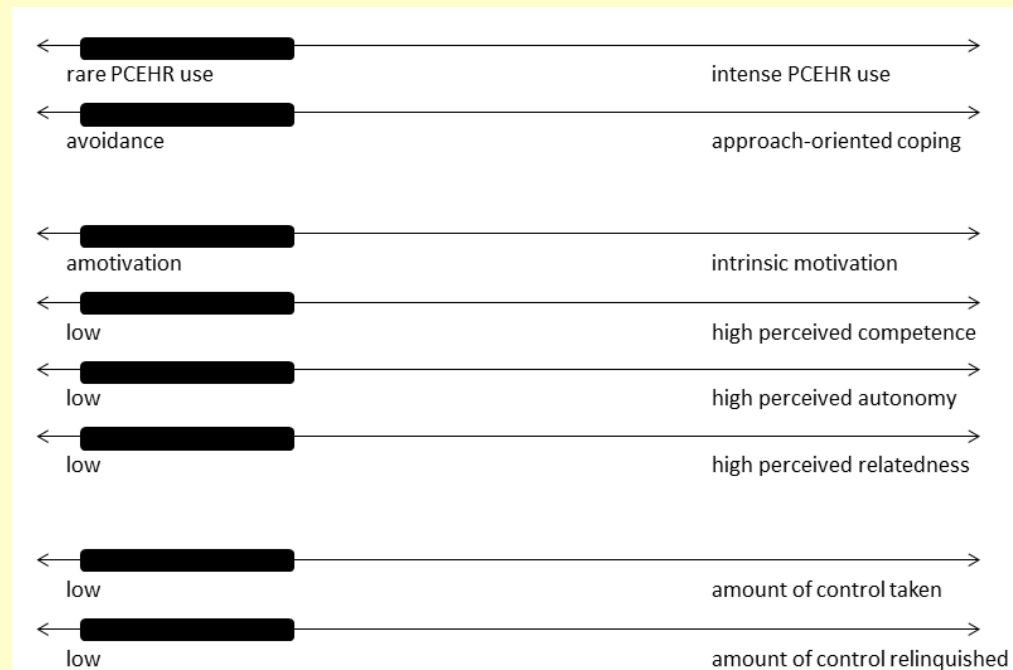 rare PCEHR use intense PCEHR use
avoidance approach-oriented coping
amotivation intrinsic motivation
low high perceived competence
low high perceived autonomy
low high perceived relatedness
low amount of control taken
low amount of control relinquished